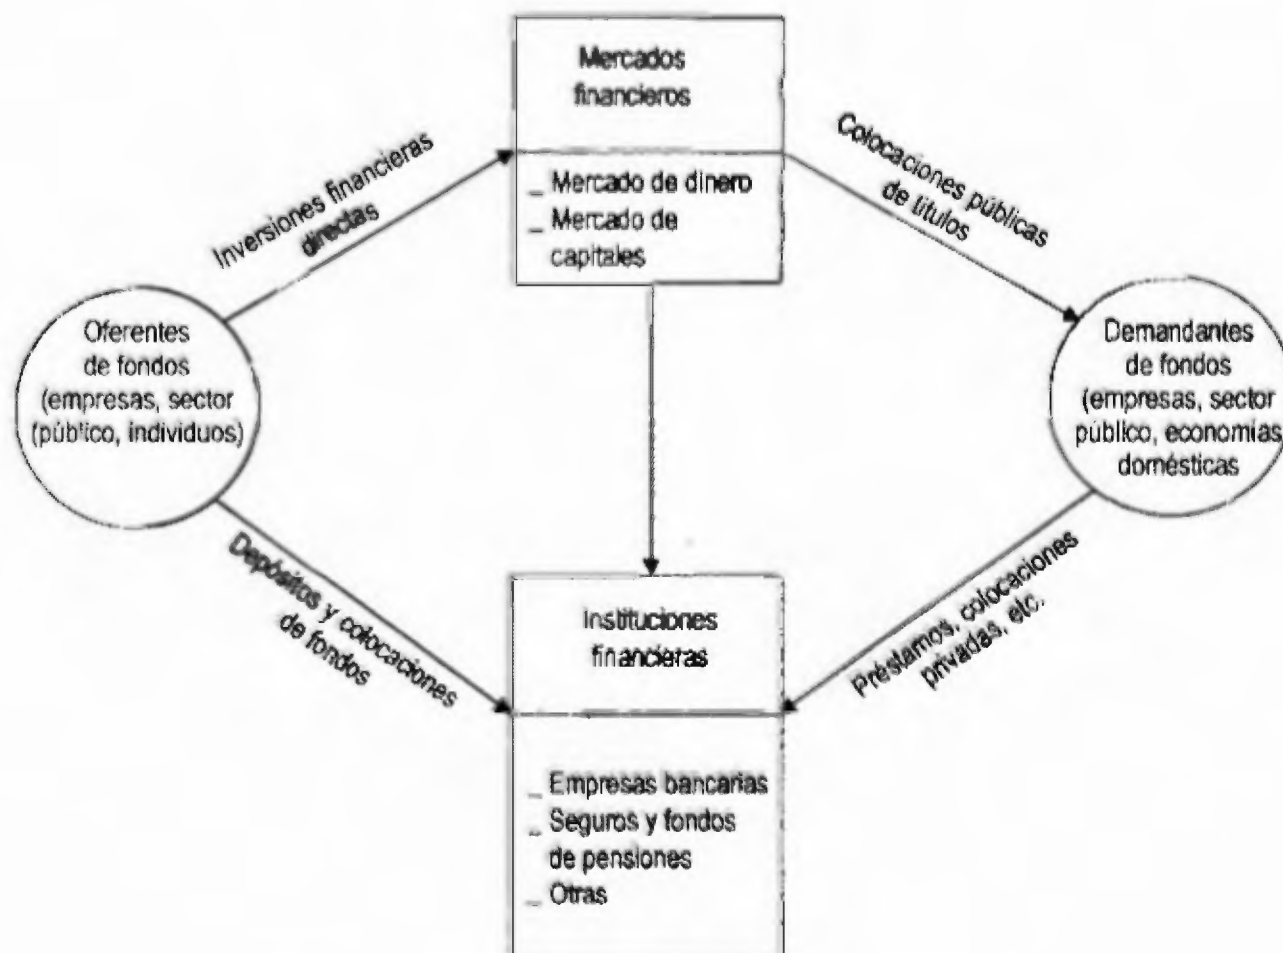 Mercados
financieros
_ Mercado de dinero
_ Mercado de
capitales
Inversiones financieras
directas
Colocaciones públicas
de títulos
Oferentes
de fondos
(empresas, sector
(público, individuos)
Demandantes
de fondos
(empresas, sector
público, economías
domésticas
Depósitos y colocaciones
de fondos
Instituciones
financieras
Préstamos, colocaciones
privadas, etc.
_ Empresas bancarias
_ Seguros y fondos
de pensiones
_ Otras